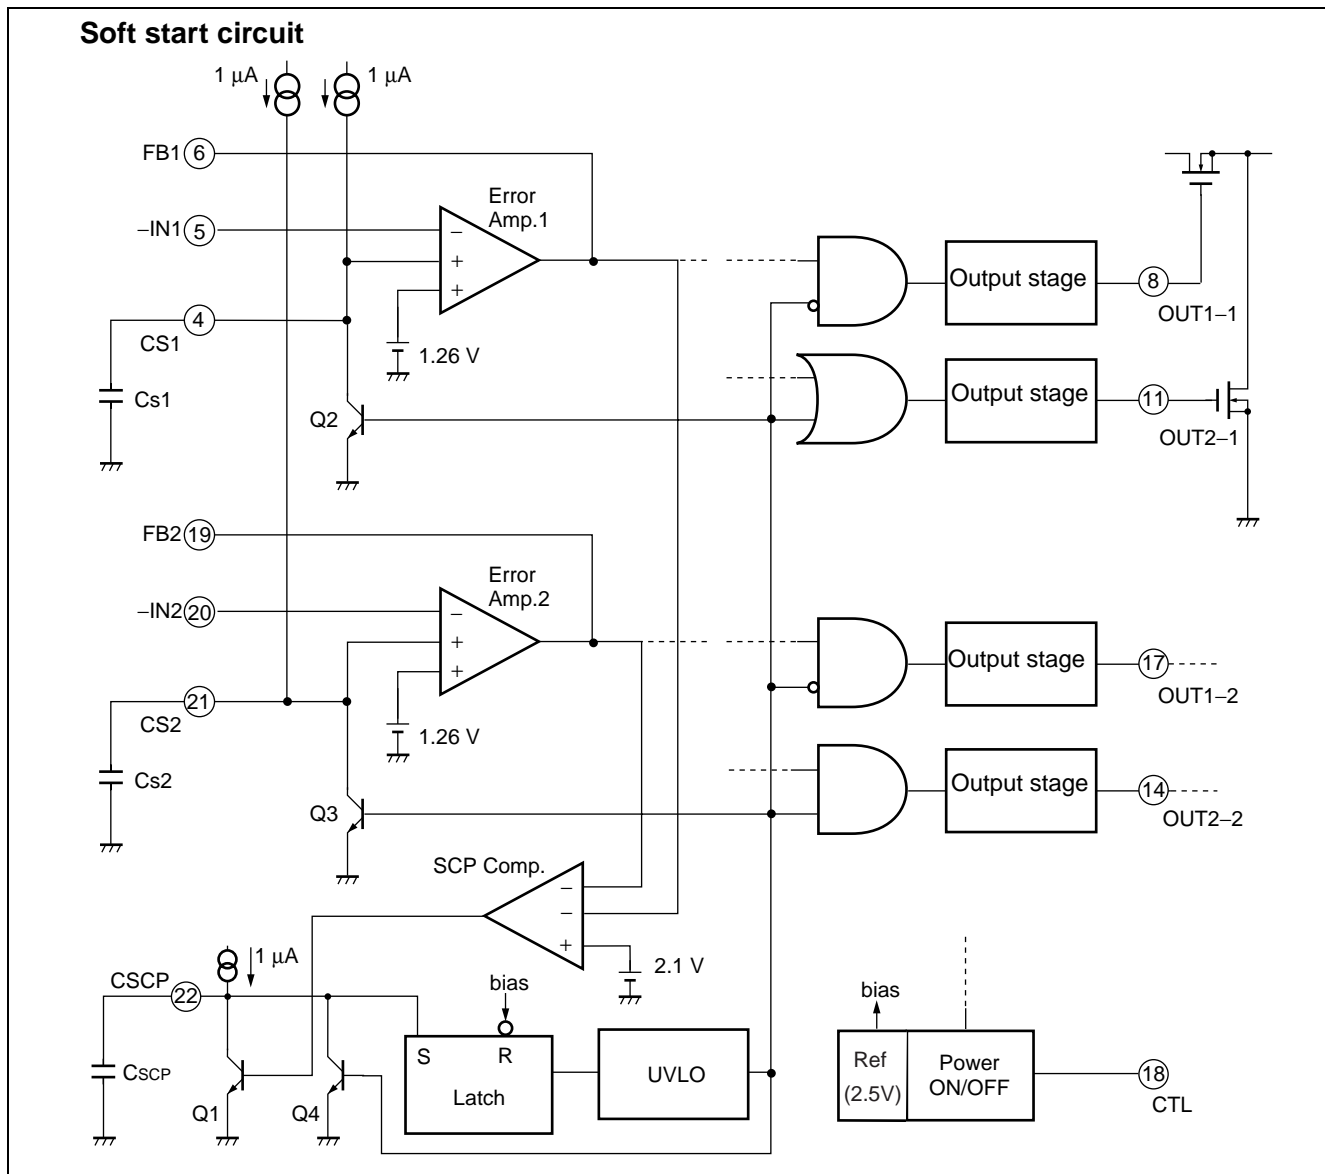 Soft start circuit
1 µA
1 µA
FB1 6
−IN1 5
Error
Amp.1
−
+
+
4
CS1
1.26 V
Cs1
Q2
Output stage
8
OUT1−1
Output stage
11
OUT2−1
FB2 19
−IN2 20
Error
Amp.2
−
+
+
21
CS2
1.26 V
Cs2
Q3
Output stage
17
OUT1−2
Output stage
14
OUT2−2
SCP Comp.
−
−
+
2.1 V
1 µA
CSCP 22
CSCP
Q1
Q4
bias
S R
Latch
UVLO
bias
Ref
(2.5V)
Power
ON/OFF
18
CTL